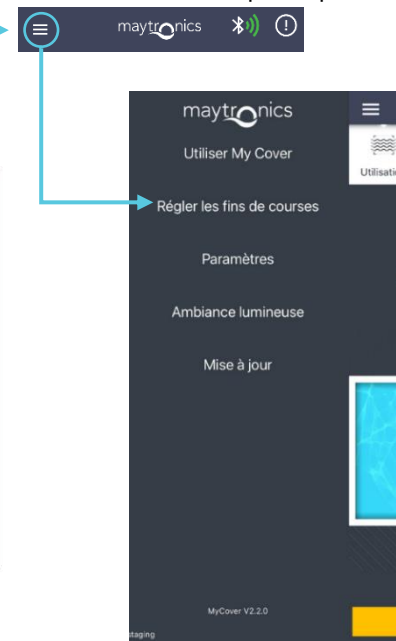 maytronics
maytronics
Utiliser My Cover
Utilisati
Régler les fins de courses
Paramètres
Ambiance lumineuse
Mise à jour
MyCover V2.2.0
staging